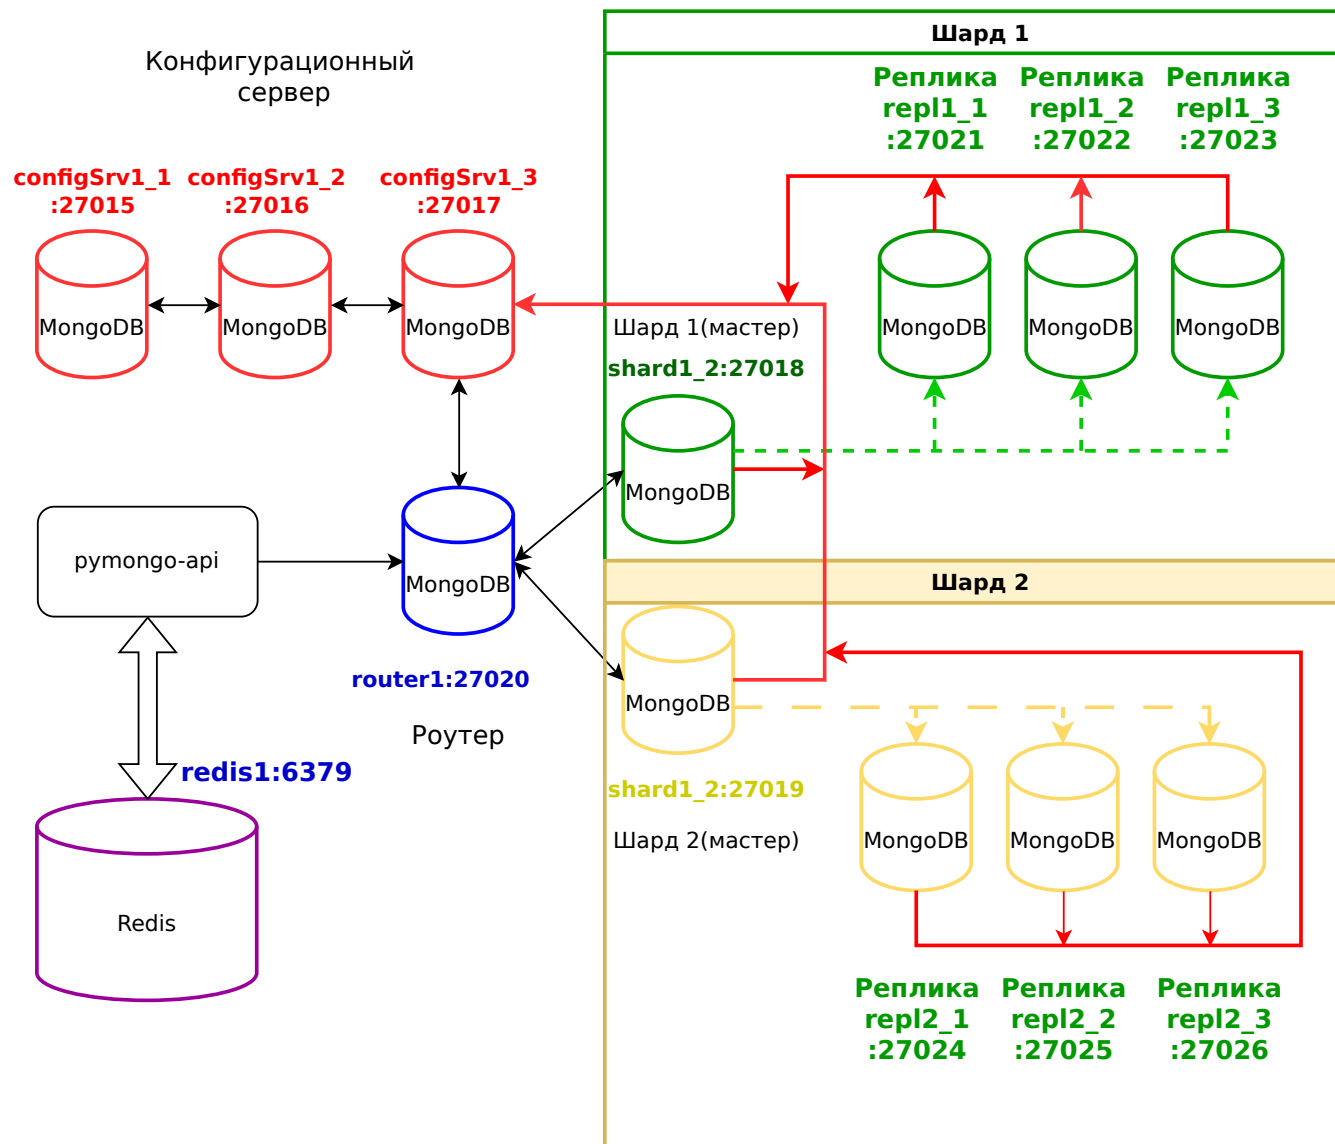 Конфигурационный
сервер
configSrv1_1
:27015
configSrv1_2
:27016
configSrv1_3
:27017
MongoDB
MongoDB
MongoDB
pymongo-api
MongoDB
router1:27020
Роутер
redis1:6379
Redis
Шард 1
Реплика
repl1_1
:27021
Реплика
repl1_2
:27022
Реплика
repl1_3
:27023
MongoDB
MongoDB
MongoDB
Шард 1(мастер)
shard1_2:27018
MongoDB
Шард 2
MongoDB
shard1_2:27019
Шард 2(мастер)
MongoDB
MongoDB
MongoDB
Реплика
repl2_1
:27024
Реплика
repl2_2
:27025
Реплика
repl2_3
:27026